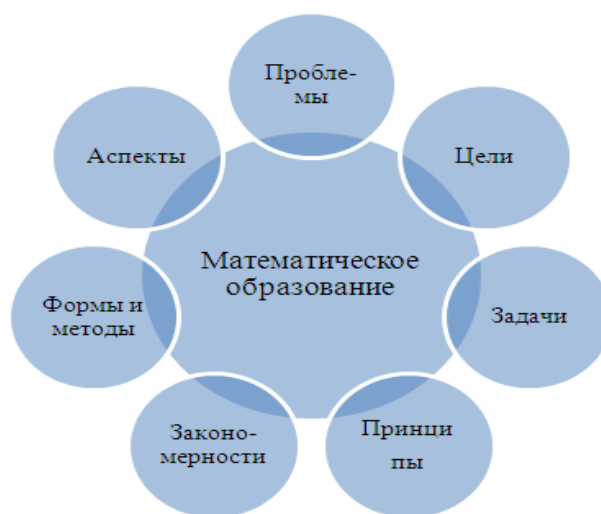 Пробле-
мы
Аспекты
Цели
Математическое
образование
Формы и
методы
Задачи
Законо-
мерности
Принци
пы